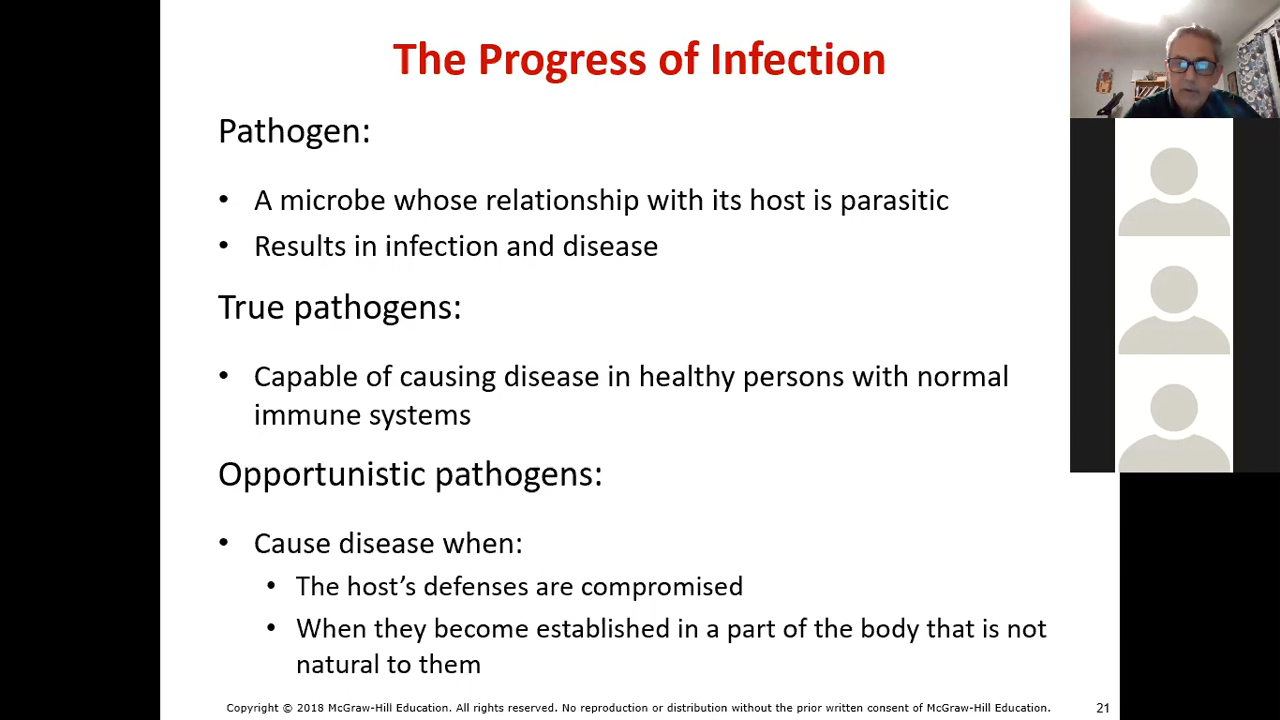 The Progress of Infection
Pathogen:
• A microbe whose relationship with its host is parasitic
• Results in infection and disease
True pathogens:
• Capable of causing disease in healthy persons with normal
immune systems
Opportunistic pathogens:
• Cause disease when:
• The host’s defenses are compromised
• When they become established in a part of the body that is not
natural to them
Copyright © 2018 McGraw-Hill Education. All rights reserved. No reproduction or distribution without the prior written consent of McGraw-Hill Education.
21